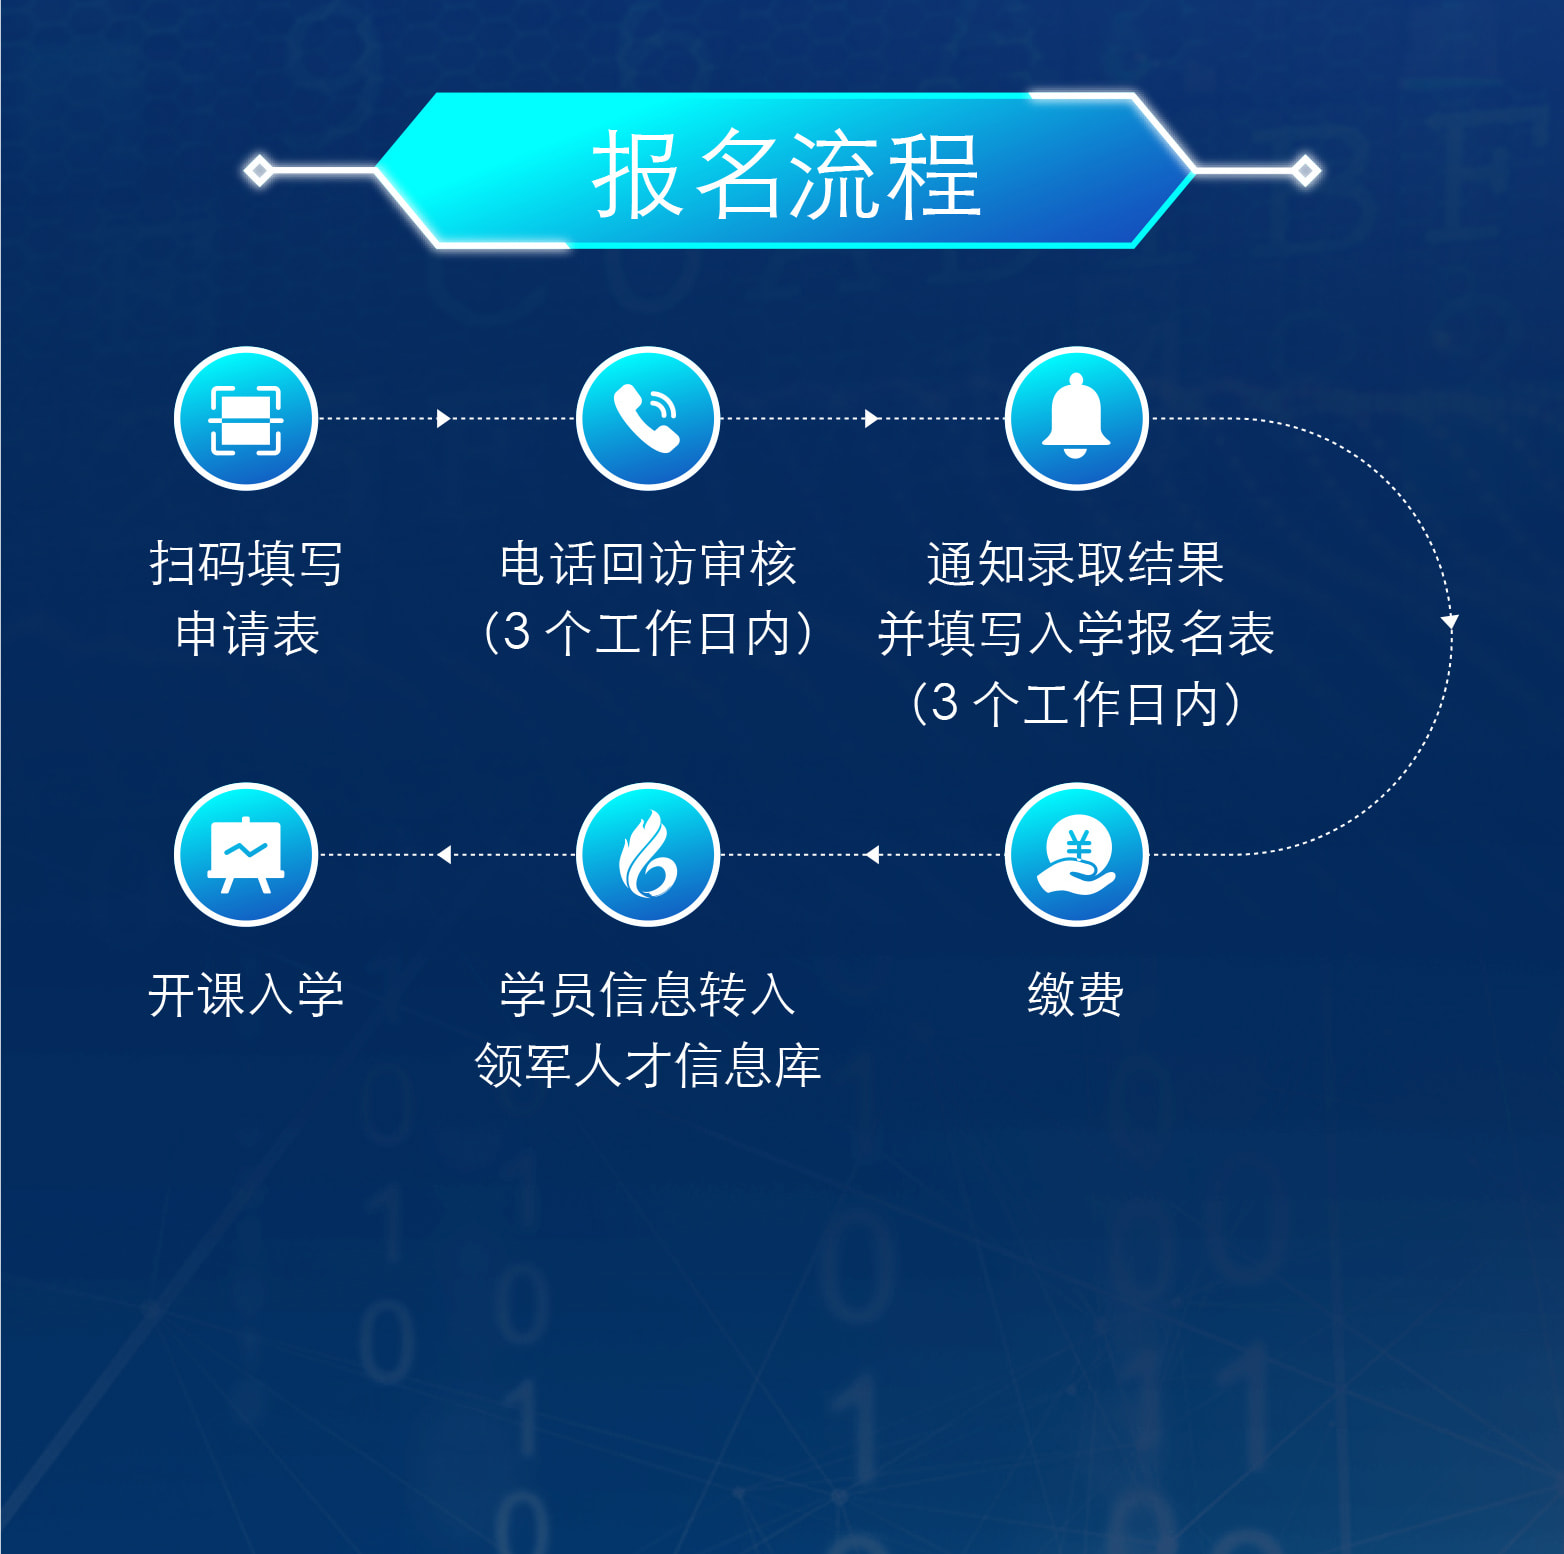 报名流程
扫码填写
申请表
电话回访审核
（3 个工作日内）
通知录取结果
并填写入学报名表
（3 个工作日内）
缴费
学员信息转入
领军人才信息库
开课入学